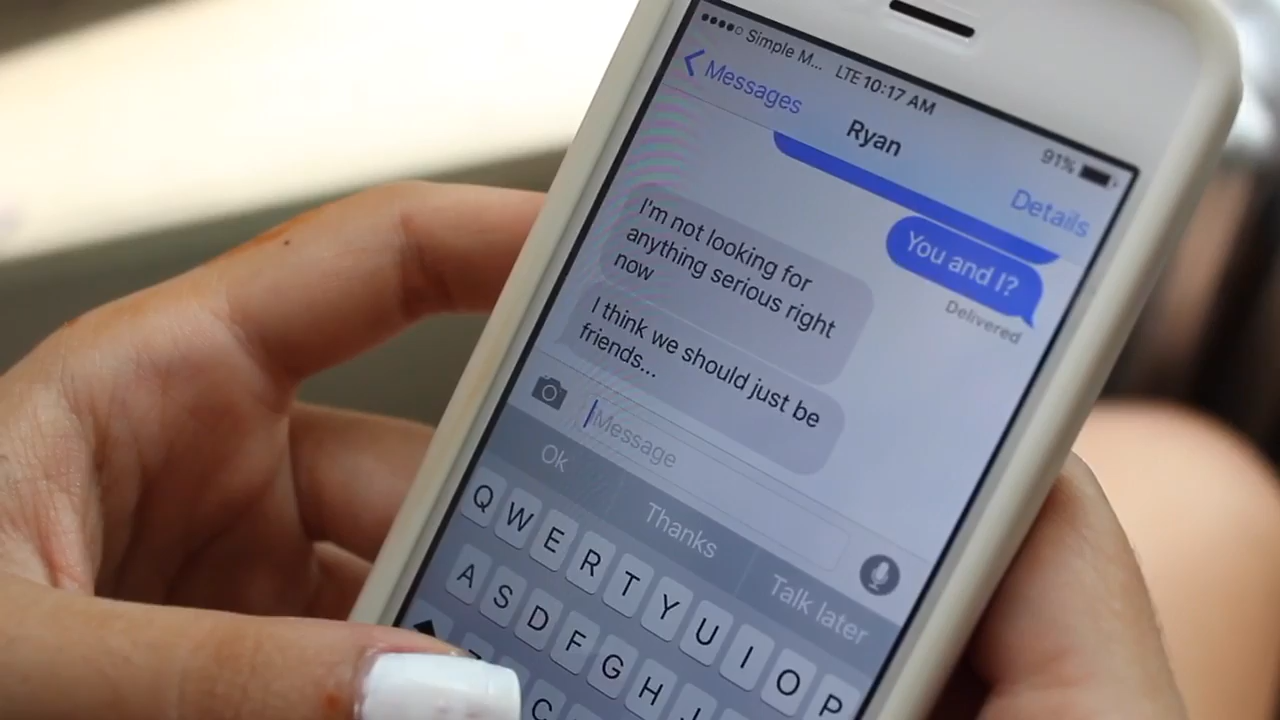 Simple M... LTE 10:17 AM 91%
Messages
Ryan
Details
You and I?
Delivered
I'm not looking for
anything serious right
now
I think we should just be
friends...
iMessage
Ok Thanks Talk later
Q W E R T Y U I O P
A S D F G H J
Z C